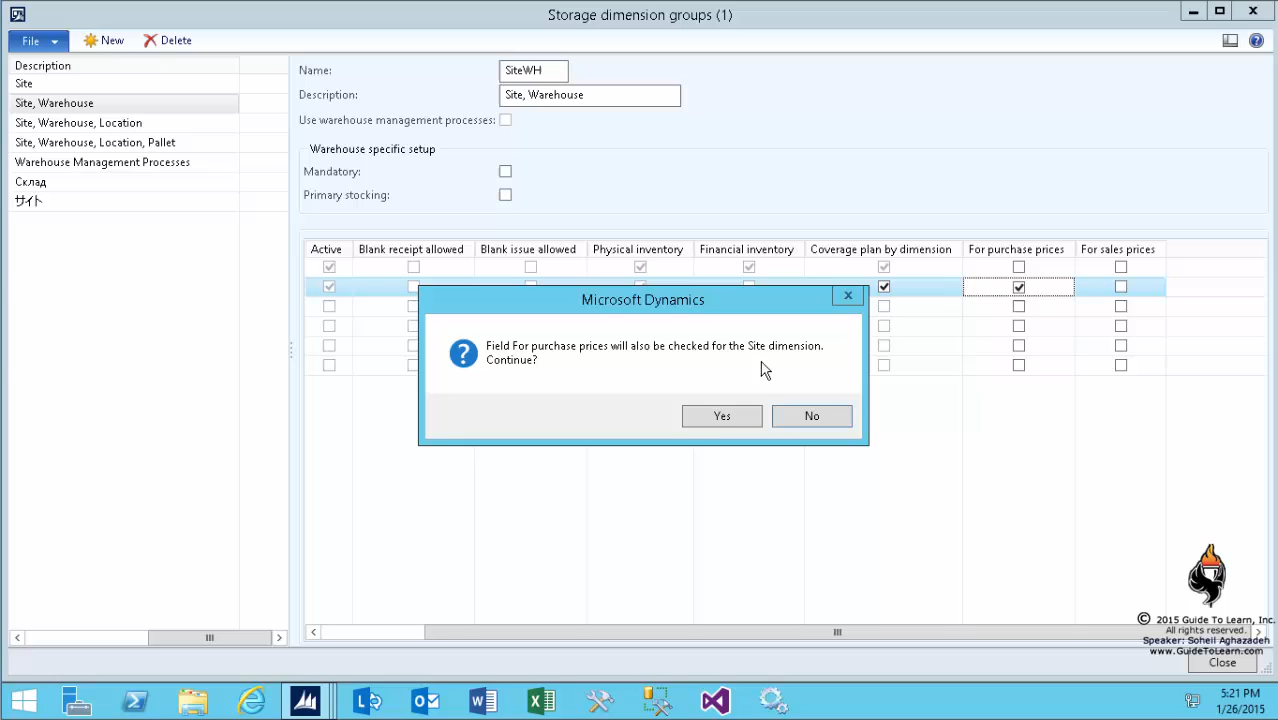 Storage dimension groups (1)
File
New
Delete
Description
Site
Site, Warehouse
Site, Warehouse, Location
Site, Warehouse, Location, Pallet
Warehouse Management Processes
Склад
サイト
Name:
SiteWH
Description:
Site, Warehouse
Use warehouse management processes:
Warehouse specific setup
Mandatory:
Primary stocking:
Active
Blank receipt allowed
Blank issue allowed
Physical inventory
Financial inventory
Coverage plan by dimension
For purchase prices
For sales prices
Microsoft Dynamics
Field For purchase prices will also be checked for the Site dimension.
Continue?
Yes
No
© 2015 Guide To Learn, Inc.
All rights reserved.
Speaker: Soheil Aghazadeh
www.GuideToLearn.com
Close
5:21 PM
1/26/2015